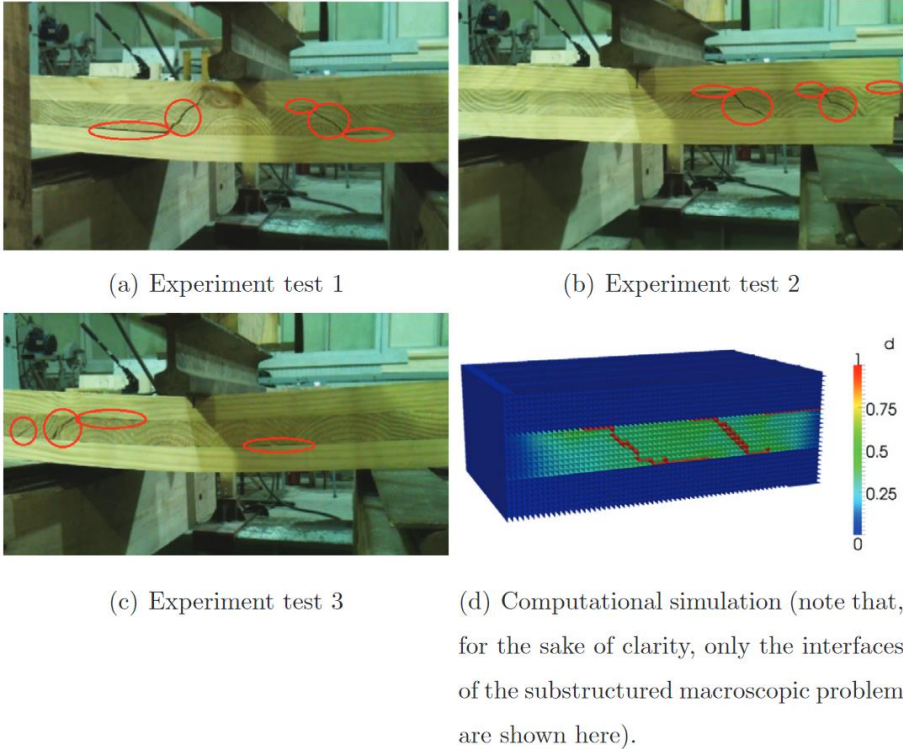 (a) Experiment test 1
(b) Experiment test 2
(c) Experiment test 3
d
1
0.75
0.5
0.25
0
(d) Computational simulation (note that,
for the sake of clarity, only the interfaces
of the substructured macroscopic problem
are shown here).